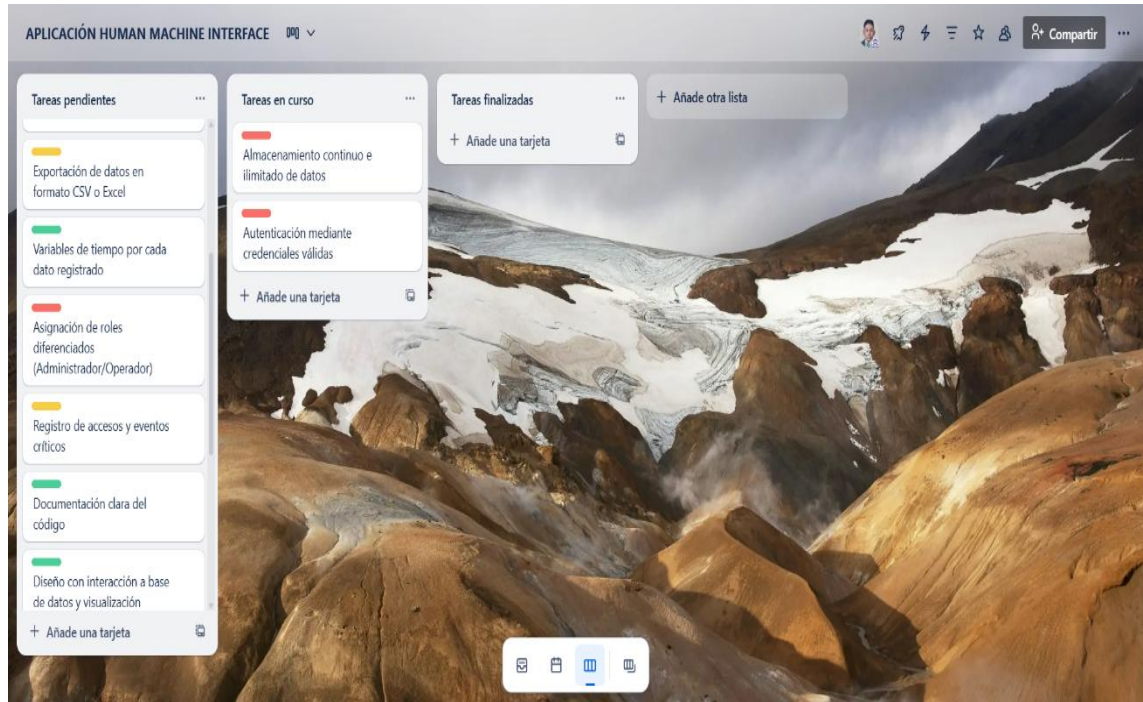 APLICACIÓN HUMAN MACHINE INTERFACE
Compartir
Tareas pendientes
Exportación de datos en
formato CSV o Excel
Variables de tiempo por cada
dato registrado
Asignación de roles
diferenciados
(Administrador/Operador)
Registro de accesos y eventos
críticos
Documentación clara del
código
Diseño con interacción a base
de datos y visualización
+ Añade una tarjeta
Tareas en curso
Almacenamiento continuo e
ilimitado de datos
Autenticación mediante
credenciales válidas
+ Añade una tarjeta
Tareas finalizadas
+ Añade una tarjeta
+ Añade otra lista